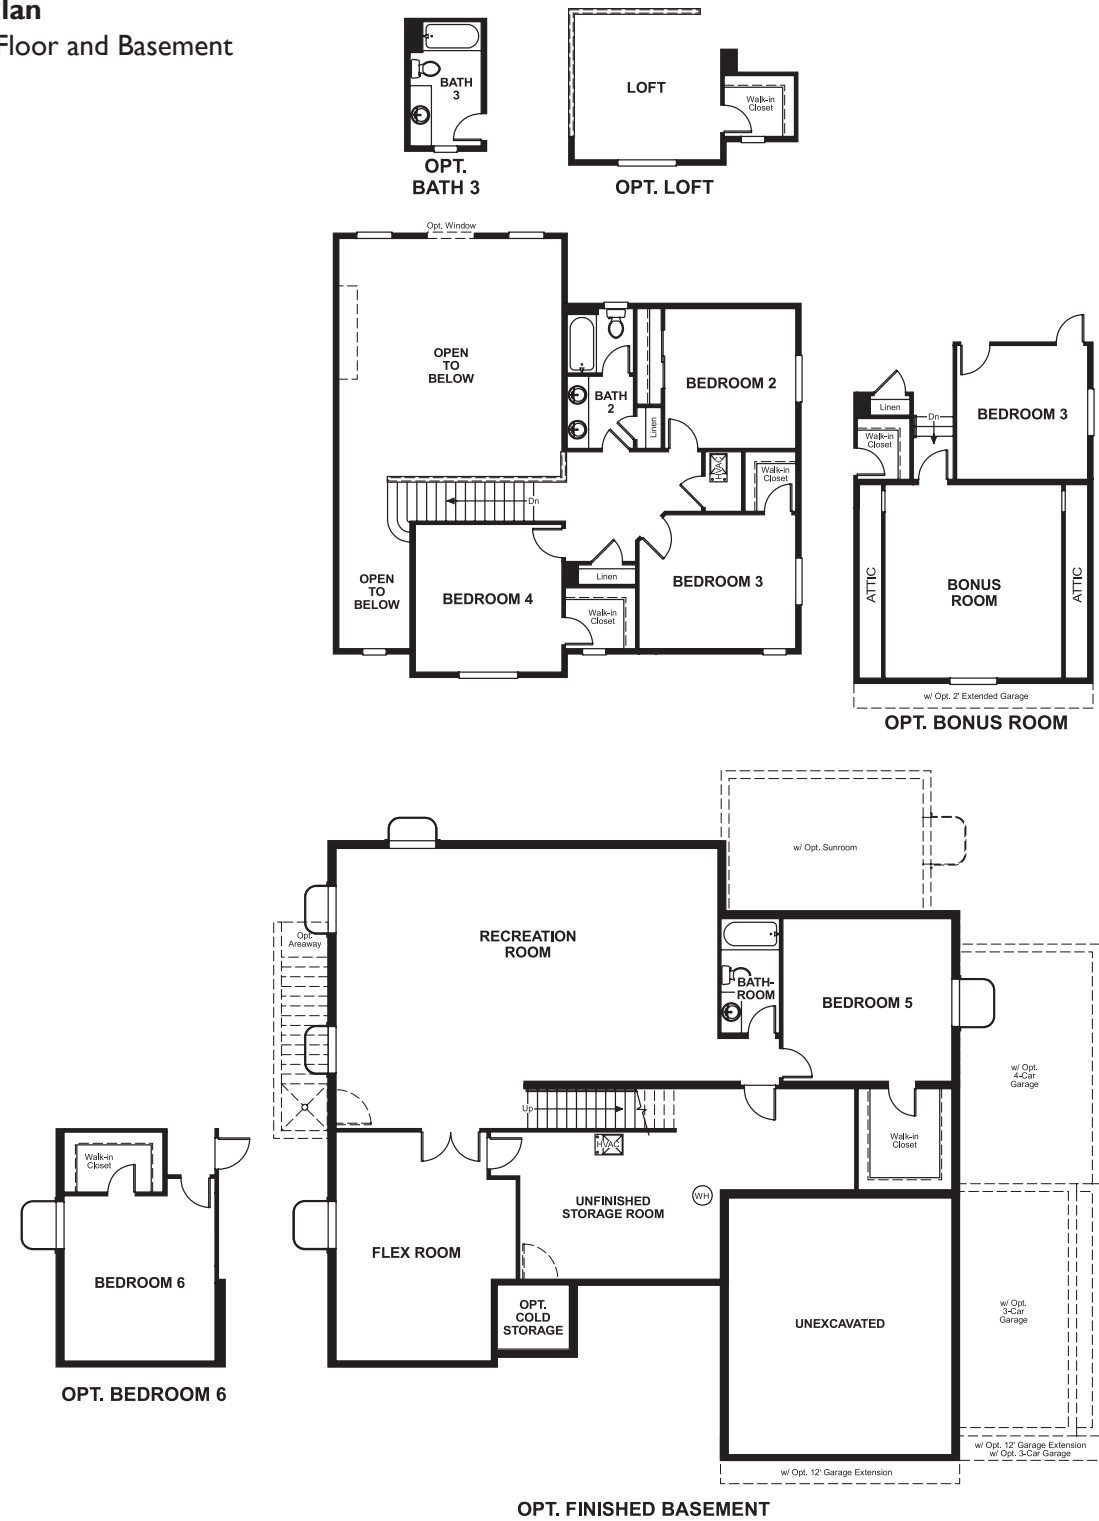 lan
Floor and Basement
BATH
3
OPT.
BATH 3
LOFT
Walk-in
Closet
OPT. LOFT
Opt. Window
OPEN
TO
BELOW
BATH
2
Linen
BEDROOM 2
HVAC
Walk-in
Closet
Dn
OPEN
TO
BELOW
BEDROOM 4
Linen
Walk-in
Closet
BEDROOM 3
Linen
Dn
Walk-in
Closet
BEDROOM 3
ATTIC
BONUS
ROOM
ATTIC
w/ Opt. 2' Extended Garage
OPT. BONUS ROOM
w/ Opt. Sunroom
Opt.
Areaway
RECREATION
ROOM
BATH-
ROOM
BEDROOM 5
w/ Opt.
4-Car
Garage
Up
HVAC
Walk-in
Closet
WH
UNFINISHED
STORAGE ROOM
FLEX ROOM
OPT.
COLD
STORAGE
UNEXCAVATED
w/ Opt.
3-Car
Garage
Walk-in
Closet
BEDROOM 6
OPT. BEDROOM 6
w/ Opt. 12' Garage Extension
w/ Opt. 3-Car Garage
w/ Opt. 12' Garage Extension
OPT. FINISHED BASEMENT